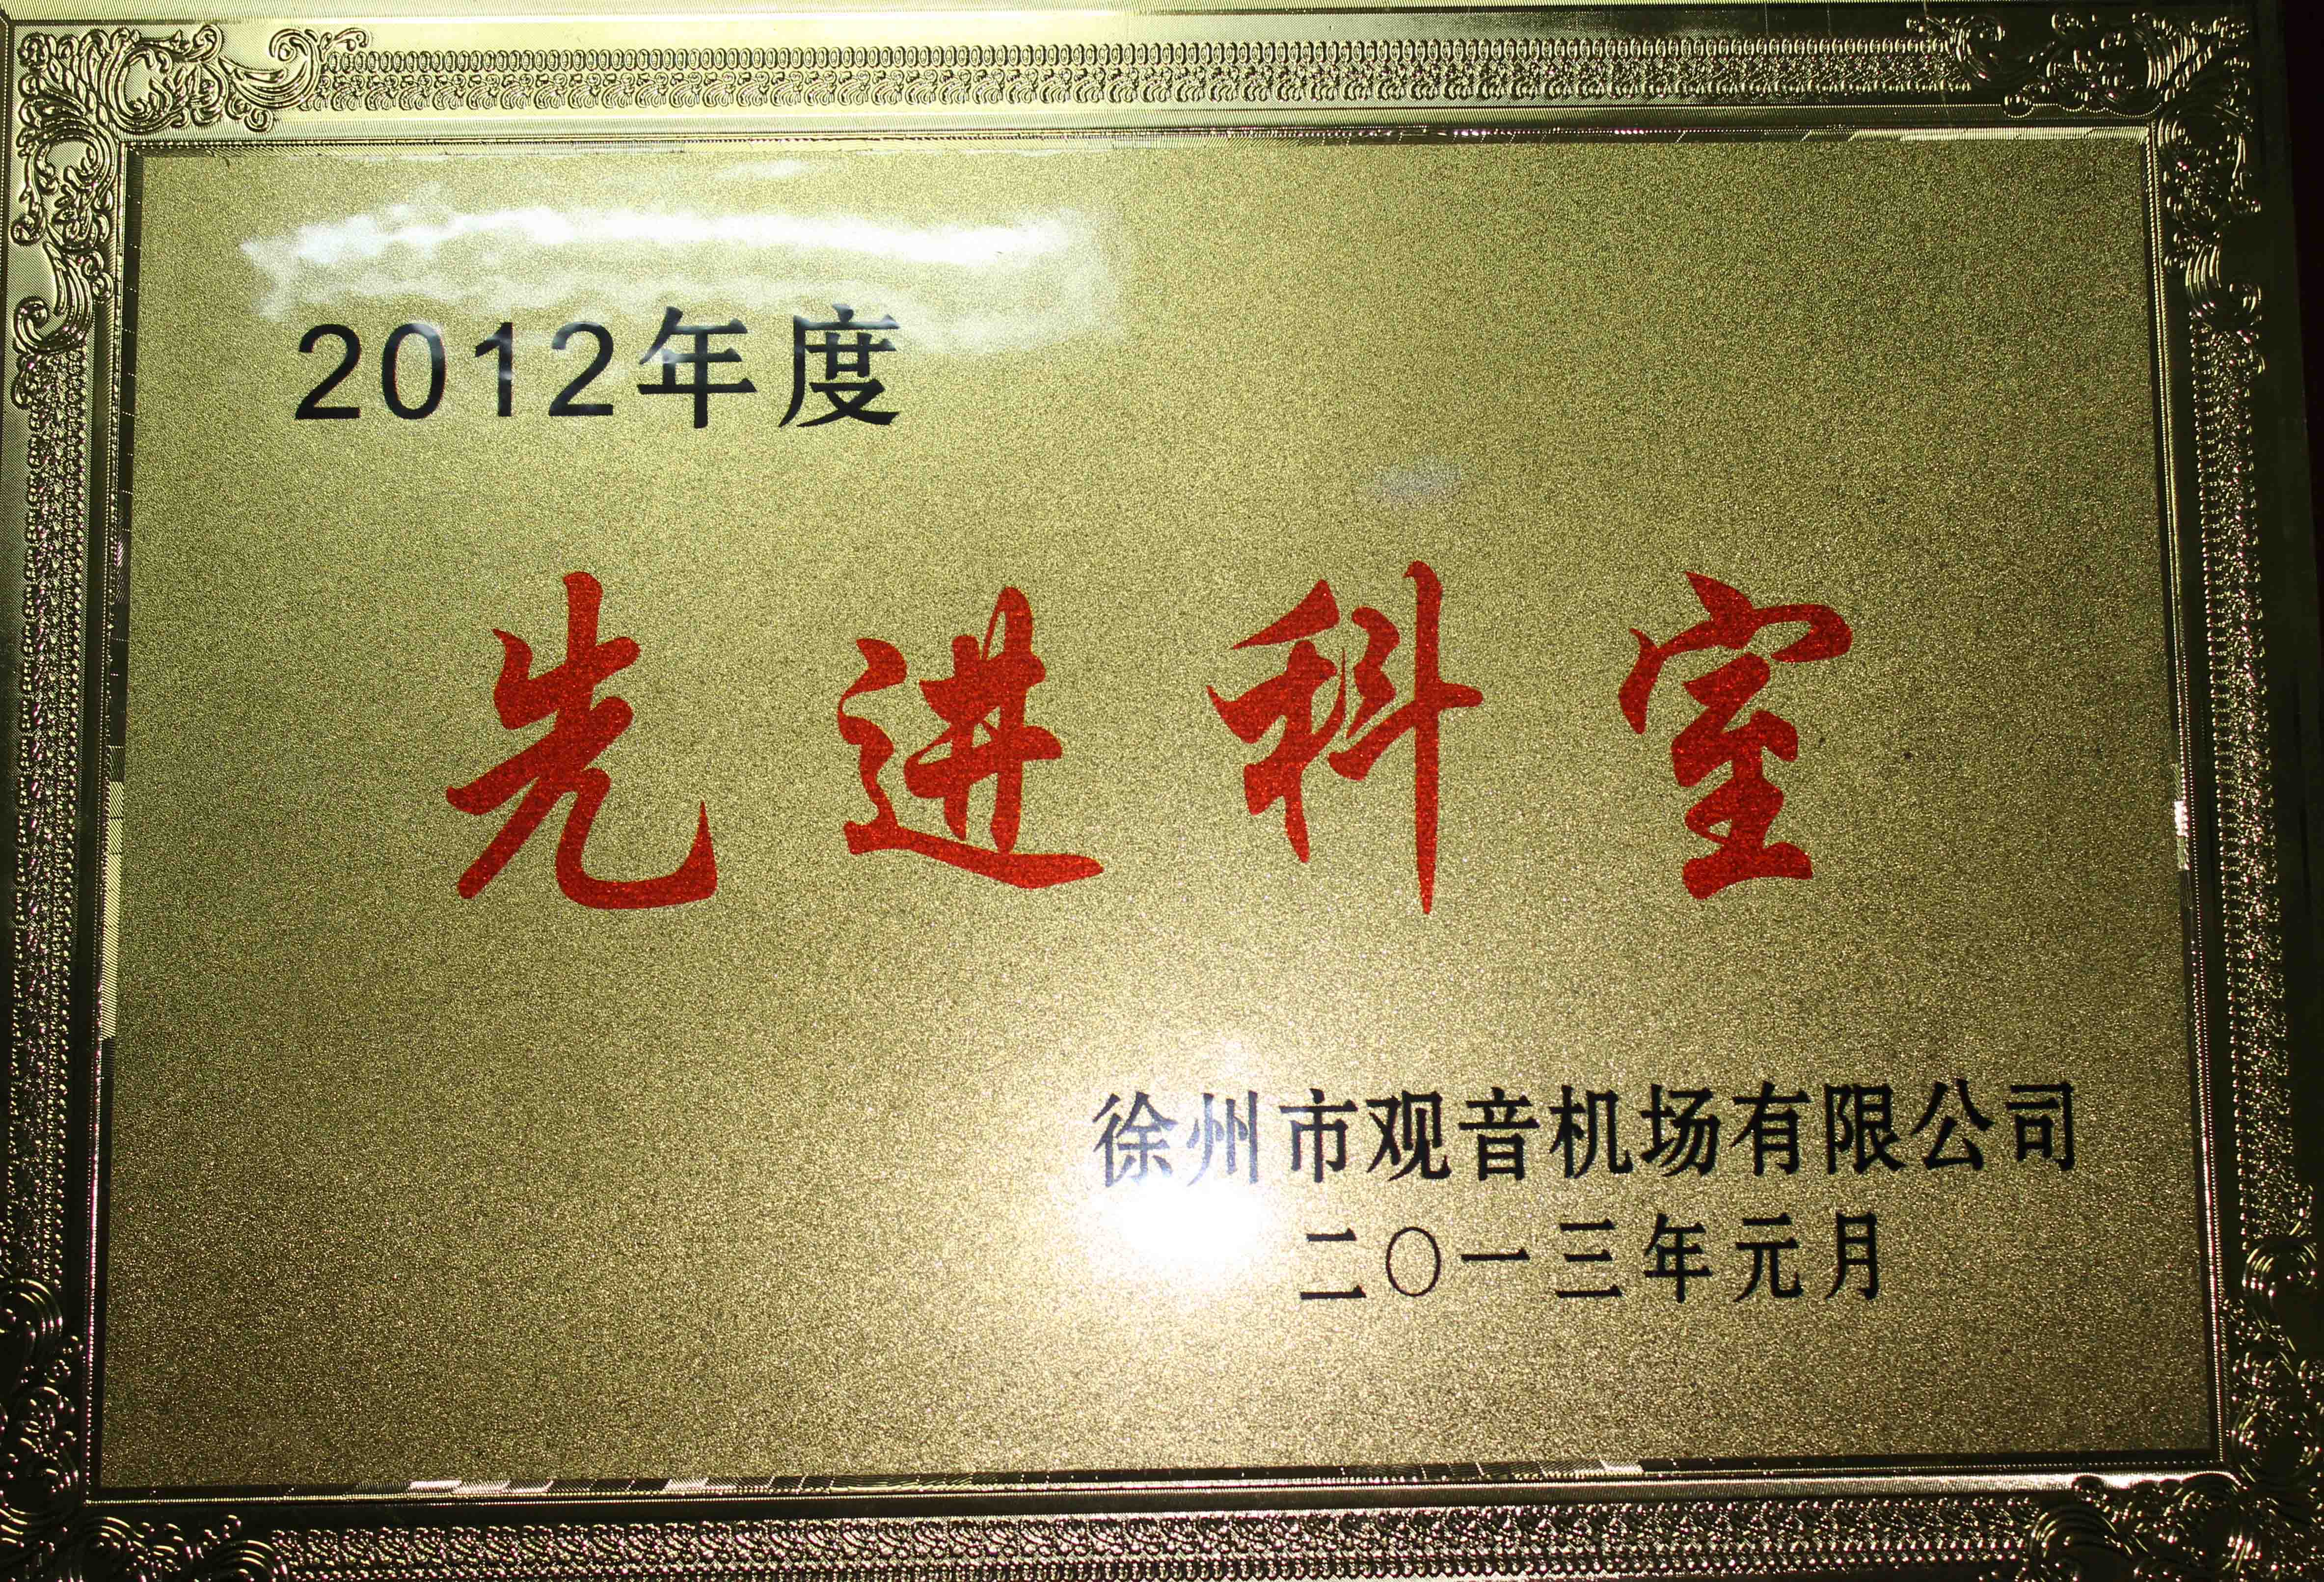 2012年度
先进科室
徐州市观音机场有限公司
二〇一三年元月